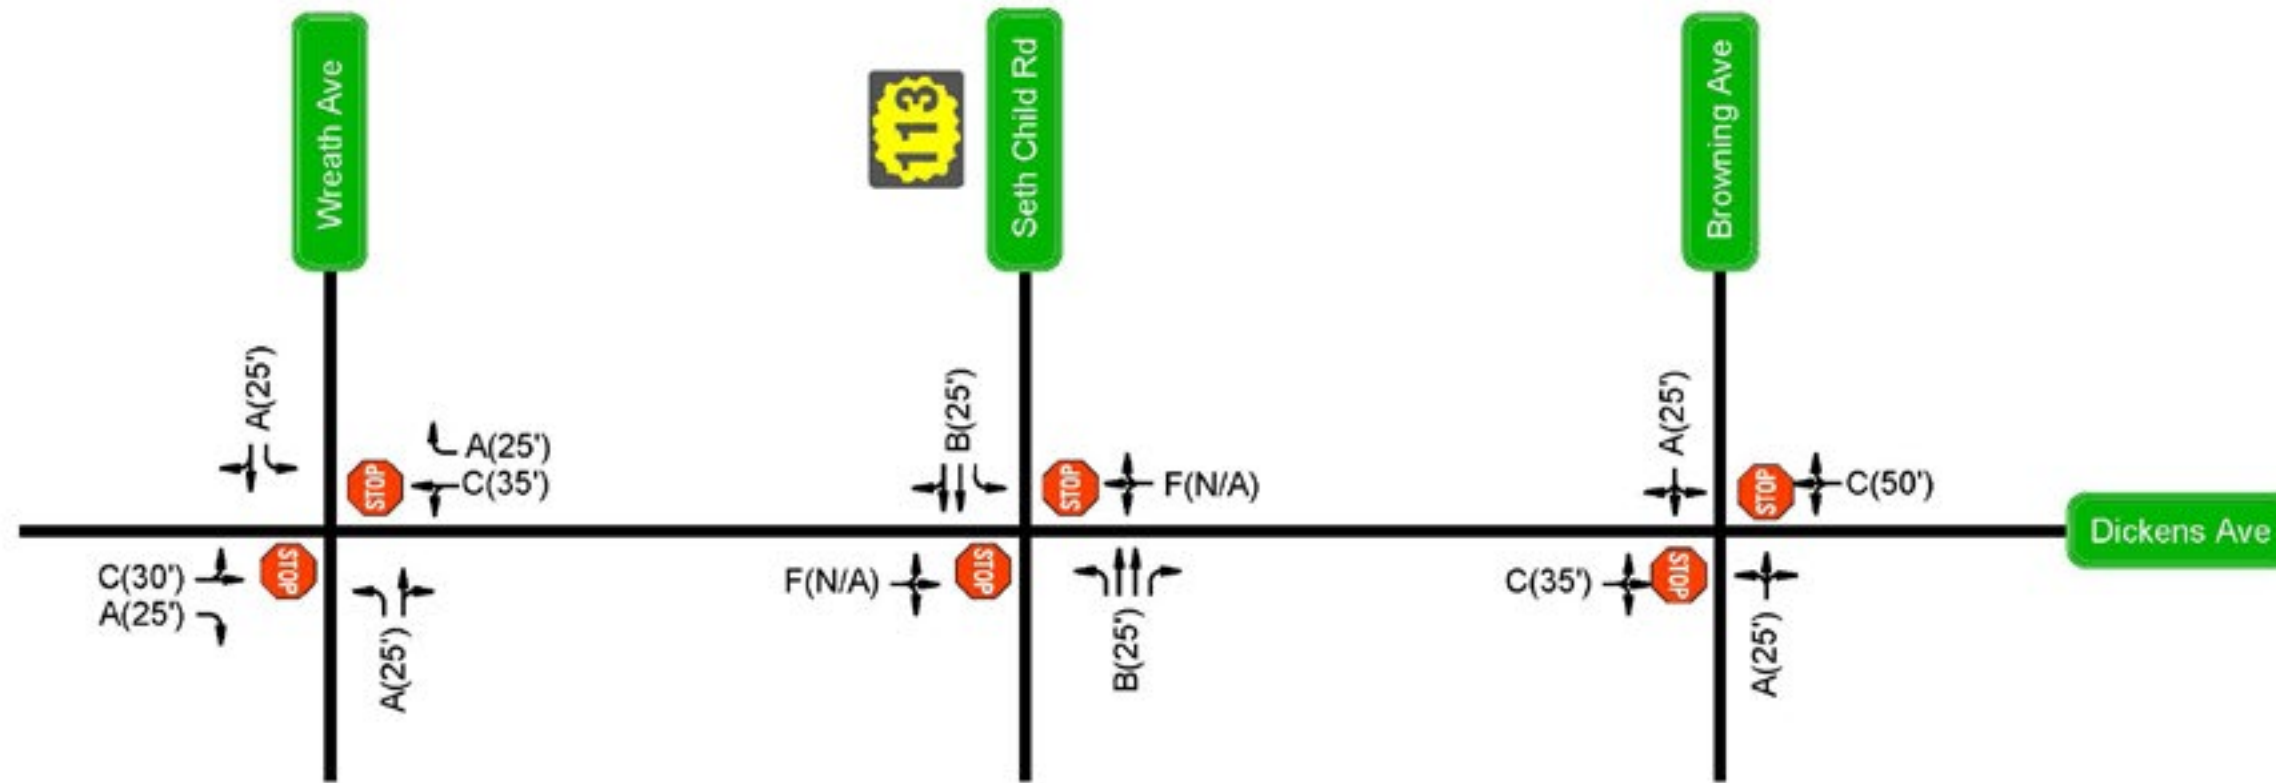 Wreath Ave
113
Seth Child Rd
Browning Ave
A(25')
B(25')
A(25')
A(25')
C(35')
STOP
F(N/A)
STOP
C(50')
STOP
Dickens Ave
C(30')
A(25')
STOP
A(25')
F(N/A)
STOP
B(25')
C(35')
STOP
A(25')